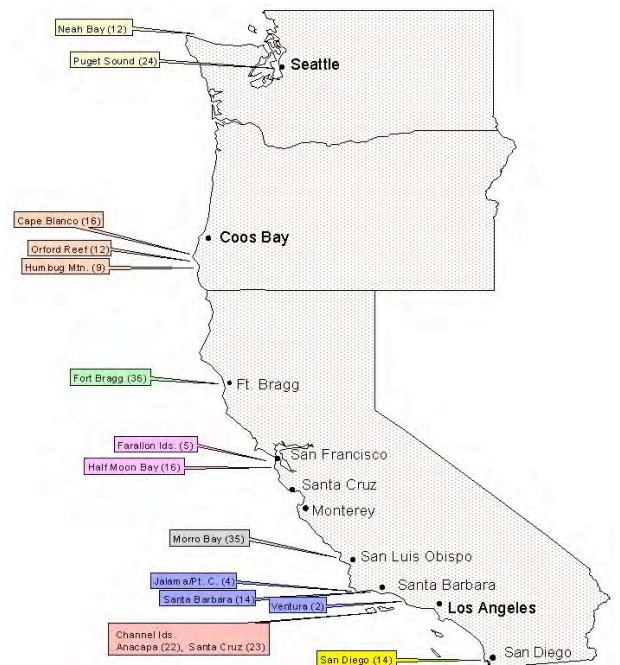 Neah Bay (12)
Puget Sound (24)
Seattle
Cape Blanco (16)
Coos Bay
Orford Reef (12)
Humbug Mtn. (9)
Fort Bragg (36)
Ft. Bragg
Farallon Ids. (5)
San Francisco
Half Moon Bay (16)
Santa Cruz
Monterey
Morro Bay (35)
San Luis Obispo
Jalama/Pt. C. (4)
Santa Barbara
Santa Barbara (14)
Ventura (2)
Los Angeles
Channel Ids.
Anacapa (22), Santa Cruz (23)
San Diego (14)
San Diego